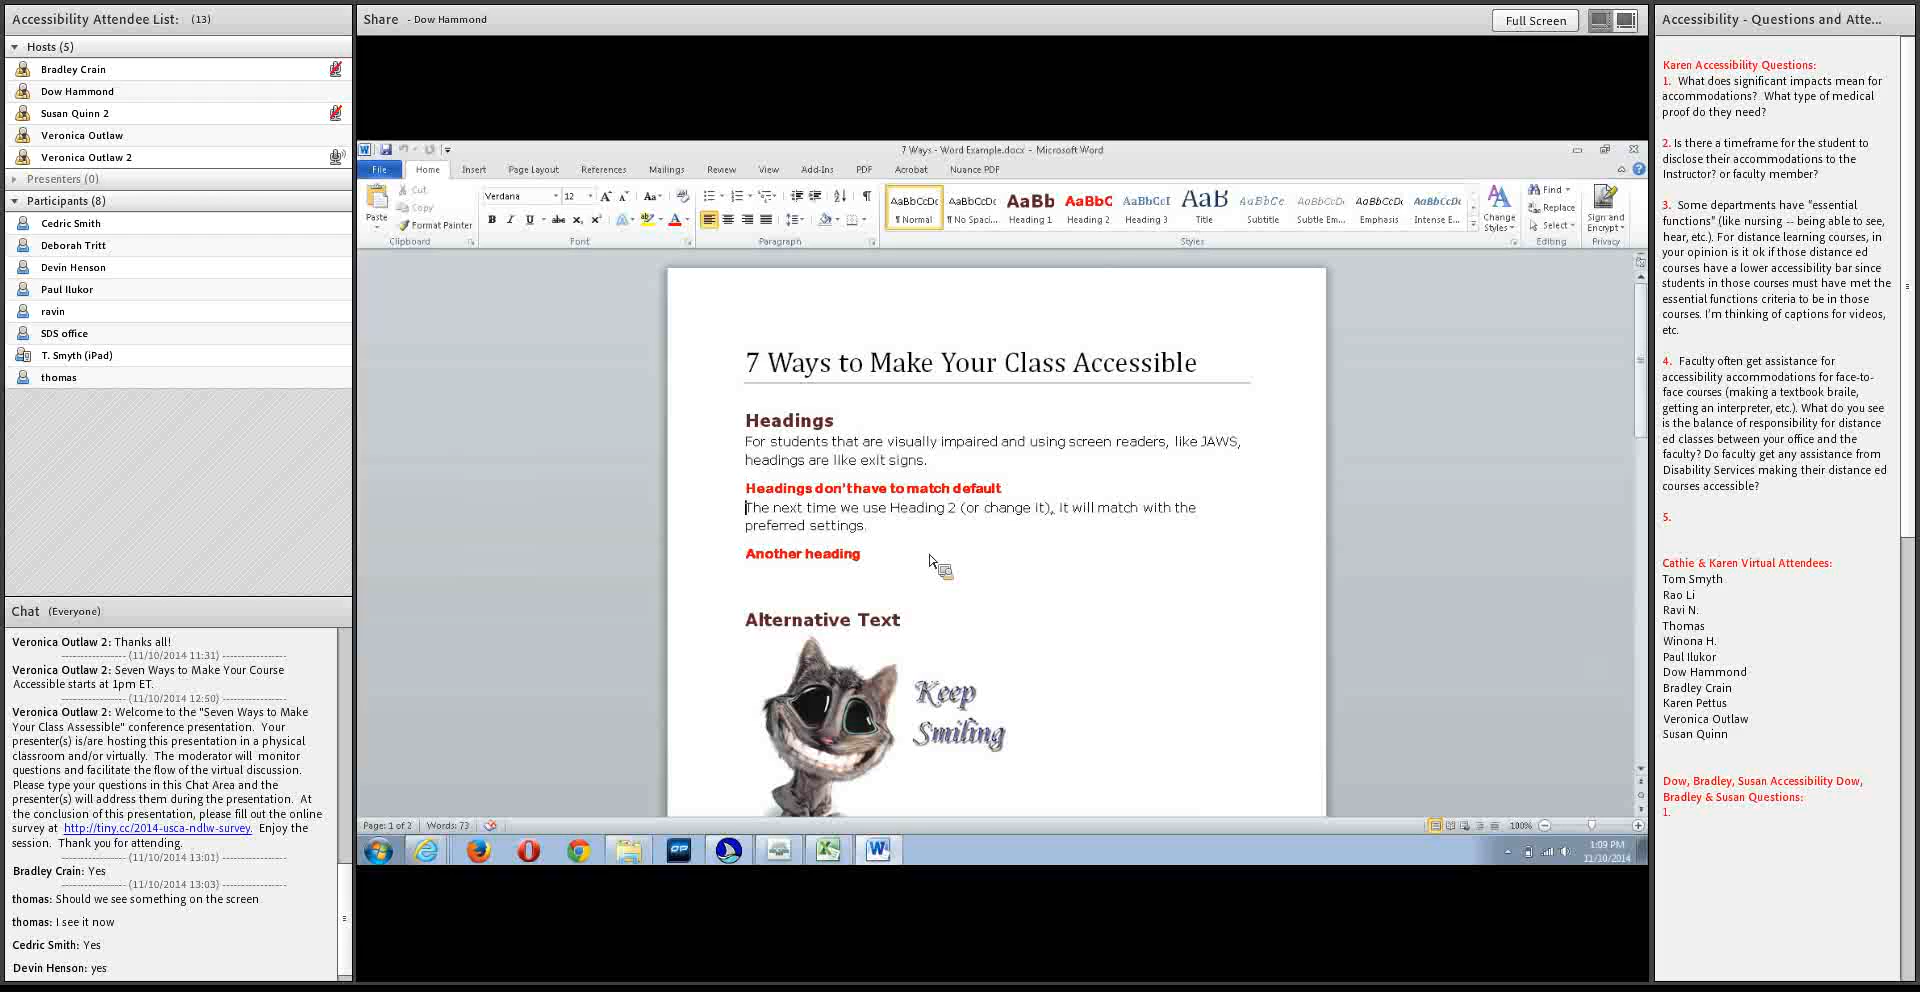 Accessibility Attendee List: (13)
Hosts (5)
Bradley Crain
Dow Hammond
Susan Quinn 2
Veronica Outlaw
Veronica Outlaw 2
Presenters (0)
Participants (8)
Cedric Smith
Deborah Tritt
Devin Henson
Paul Ilukor
ravin
SDS office
T. Smyth (iPad)
thomas
Chat (Everyone)
Veronica Outlaw 2: Thanks all!
------------------ (11/10/2014 11:31) ------------------
Veronica Outlaw 2: Seven Ways to Make Your Course
Accessible starts at 1pm ET.
------------------ (11/10/2014 12:50) ------------------
Veronica Outlaw 2: Welcome to the "Seven Ways to Make
Your Class Assessible" conference presentation. Your
presenter(s) is/are hosting this presentation in a physical
classroom and/or virtually. The moderator will monitor
questions and facilitate the flow of the virtual discussion.
Please type your questions in this Chat Area and the
presenter(s) will address them during the presentation. At
the conclusion of this presentation, please fill out the online
survey at http://tiny.cc/2014-usca-ndlw-survey. Enjoy the
session. Thank you for attending.
------------------ (11/10/2014 13:01) ------------------
Bradley Crain: Yes
------------------ (11/10/2014 13:03) ------------------
thomas: Should we see something on the screen
thomas: I see it now
Cedric Smith: Yes
Devin Henson: yes
Share - Dow Hammond
Full Screen
7 Ways - Word Example.docx - Microsoft Word
File Home Insert Page Layout References Mailings Review View Add-Ins PDF Acrobat Nuance PDF
Paste
Cut
Copy
Format Painter
Clipboard
Verdana 12
Font
Paragraph
AaBbCcDc ¶ Normal
AaBbCcDc ¶ No Spaci...
AaBb Heading 1
AaBbC Heading 2
AaBbCcI Heading 3
AaB Title
AaBbCc Subtitle
AaBbCcDc Subtle Em...
AaBbCcDc Emphasis
AaBbCcDc Intense E...
Styles
Change
Styles
Find
Replace
Select
Editing
Sign and
Encrypt
Privacy
7 Ways to Make Your Class Accessible
Headings
For students that are visually impaired and using screen readers, like JAWS,
headings are like exit signs.
Headings don't have to match default
The next time we use Heading 2 (or change it), it will match with the
preferred settings.
Another heading
Alternative Text
Keep
Smiling
Page: 1 of 2 Words: 73
100%
1:09 PM
11/10/2014
Accessibility - Questions and Atte...
Karen Accessibility Questions:
1. What does significant impacts mean for
accommodations? What type of medical
proof do they need?
2. Is there a timeframe for the student to
disclose their accommodations to the
Instructor? or faculty member?
3. Some departments have "essential
functions" (like nursing -- being able to see,
hear, etc.). For distance learning courses, in
your opinion is it ok if those distance ed
courses have a lower accessibility bar since
students in those courses must have met the
essential functions criteria to be in those
courses. I'm thinking of captions for videos,
etc.
4. Faculty often get assistance for
accessibility accommodations for face-to-
face courses (making a textbook braile,
getting an interpreter, etc.). What do you see
is the balance of responsibility for distance
ed classes between your office and the
faculty? Do faculty get any assistance from
Disability Services making their distance ed
courses accessible?
5.
Cathie & Karen Virtual Attendees:
Tom Smyth
Rao Li
Ravi N.
Thomas
Winona H.
Paul Ilukor
Dow Hammond
Bradley Crain
Karen Pettus
Veronica Outlaw
Susan Quinn
Dow, Bradley, Susan Accessibility Dow,
Bradley & Susan Questions:
1.